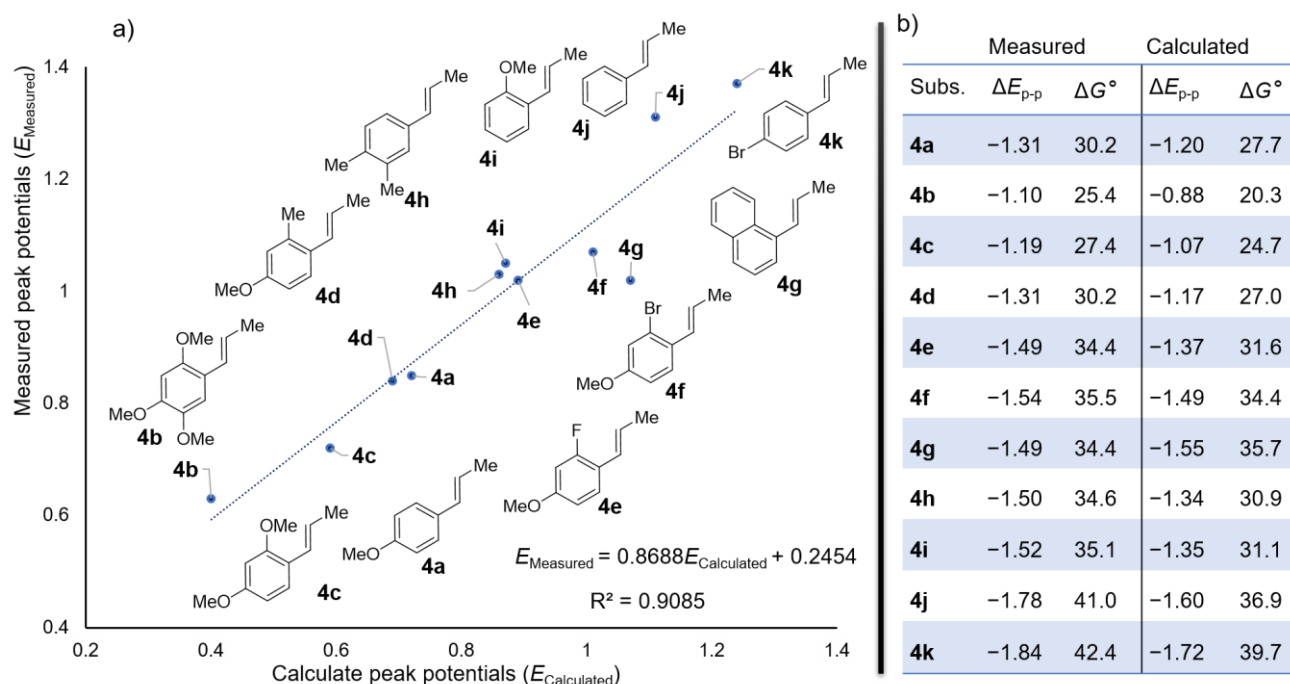 a)
Measured peak potentials (E Measured)
1.4
1.2
1
0.8
0.6
0.4
0.2
0.4
0.6
0.8
1
1.2
1.4
Calculate peak potentials (E Calculated)
Me
Me
Me
4h
OMe
Me
4i
Me
4j
4k
4j
Me
Br
4k
Me
Me
MeO
4d
4i
4h
4e
4f
4g
Me
4g
OMe
Me
MeO
OMe
4b
4d
4a
Br
Me
MeO
4f
4b
4c
F
Me
MeO
4e
OMe
Me
MeO
4c
Me
MeO
4a
E Measured = 0.8688E Calculated + 0.2454
R² = 0.9085
b)
Measured Calculated
Subs. ΔEp-p ΔG° ΔEp-p ΔG°
4a −1.31 30.2 −1.20 27.7
4b −1.10 25.4 −0.88 20.3
4c −1.19 27.4 −1.07 24.7
4d −1.31 30.2 −1.17 27.0
4e −1.49 34.4 −1.37 31.6
4f −1.54 35.5 −1.49 34.4
4g −1.49 34.4 −1.55 35.7
4h −1.50 34.6 −1.34 30.9
4i −1.52 35.1 −1.35 31.1
4j −1.78 41.0 −1.60 36.9
4k −1.84 42.4 −1.72 39.7